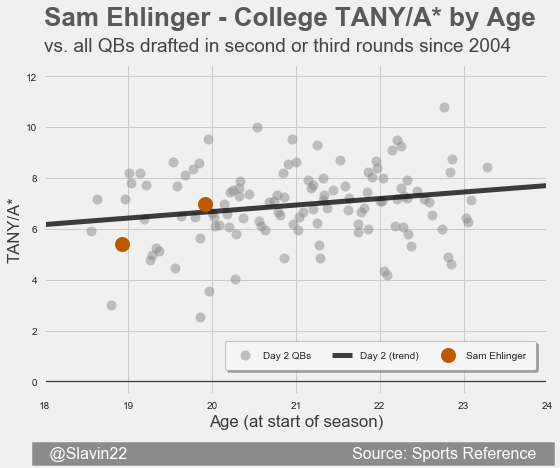 Sam Ehlinger - College TANY/A* by Age
vs. all QBs drafted in second or third rounds since 2004
12
10
8
6
4
2
0
TANY/A*
Day 2 QBs
Day 2 (trend)
Sam Ehlinger
18 19 20 21 22 23 24
Age (at start of season)
@Slavin22 Source: Sports Reference